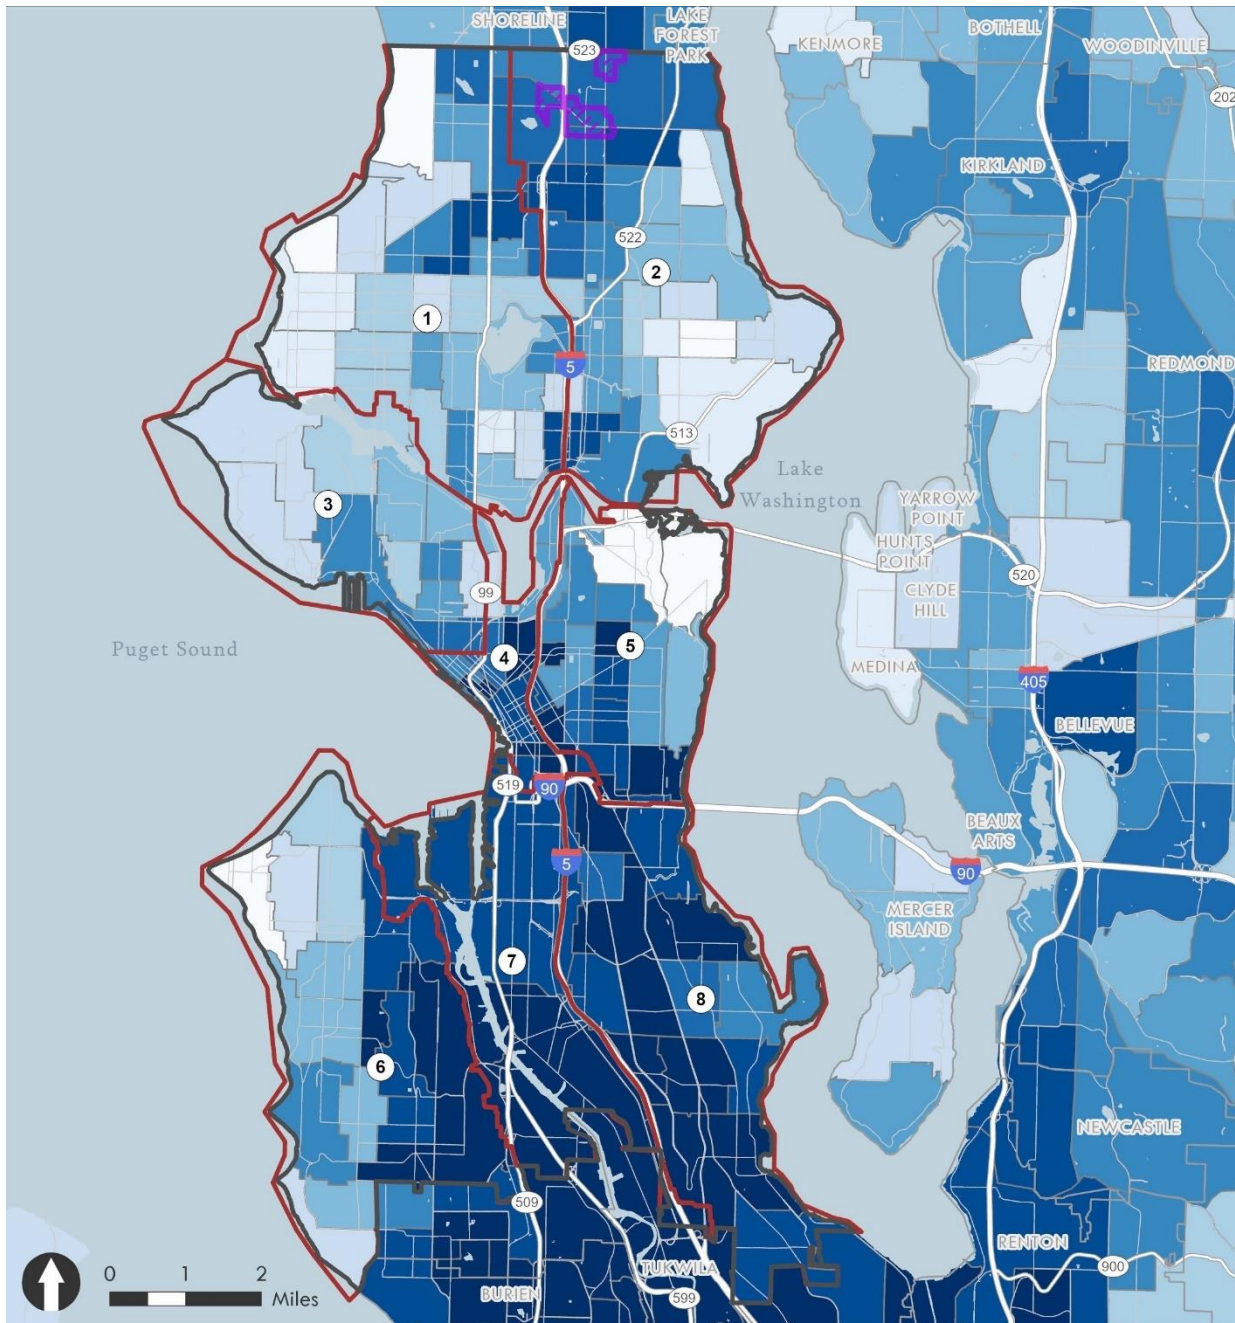 SHORELINE
LAKE
FOREST
PARK
BOTHELL
KENMORE
WOODINVILLE
523
202
KIRKLAND
522
2
1
5
REDMOND
513
Lake
Washington
3
YARROW
POINT
HUNTS
POINT
520
CLYDE
HILL
99
Puget Sound
4
5
MEDINA
405
BELLEVUE
519
90
BEAUX
ARTS
5
90
MERCER
ISLAND
7
8
6
NEWCASTLE
509
RENTON
TUKWILA
900
BURIEN
599
0 1 2
Miles